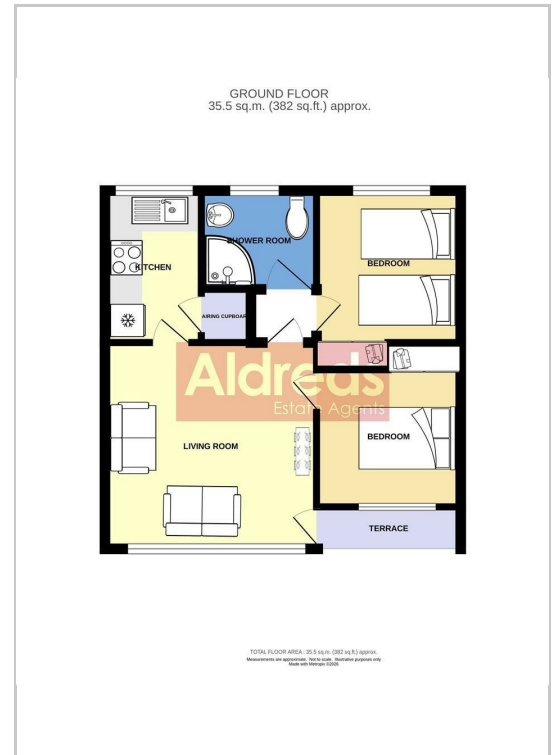 GROUND FLOOR
35.5 sq.m. (382 sq.ft.) approx.
SHOWER ROOM
KITCHEN
BEDROOM
AIRING CUPBOARD
Aldreds
Estate Agents
LIVING ROOM
BEDROOM
TERRACE
TOTAL FLOOR AREA : 35.5 sq.m. (382 sq.ft.) approx.
Measurements are approximate. Not to scale. Illustrative purposes only
Made with Metropix ©2026